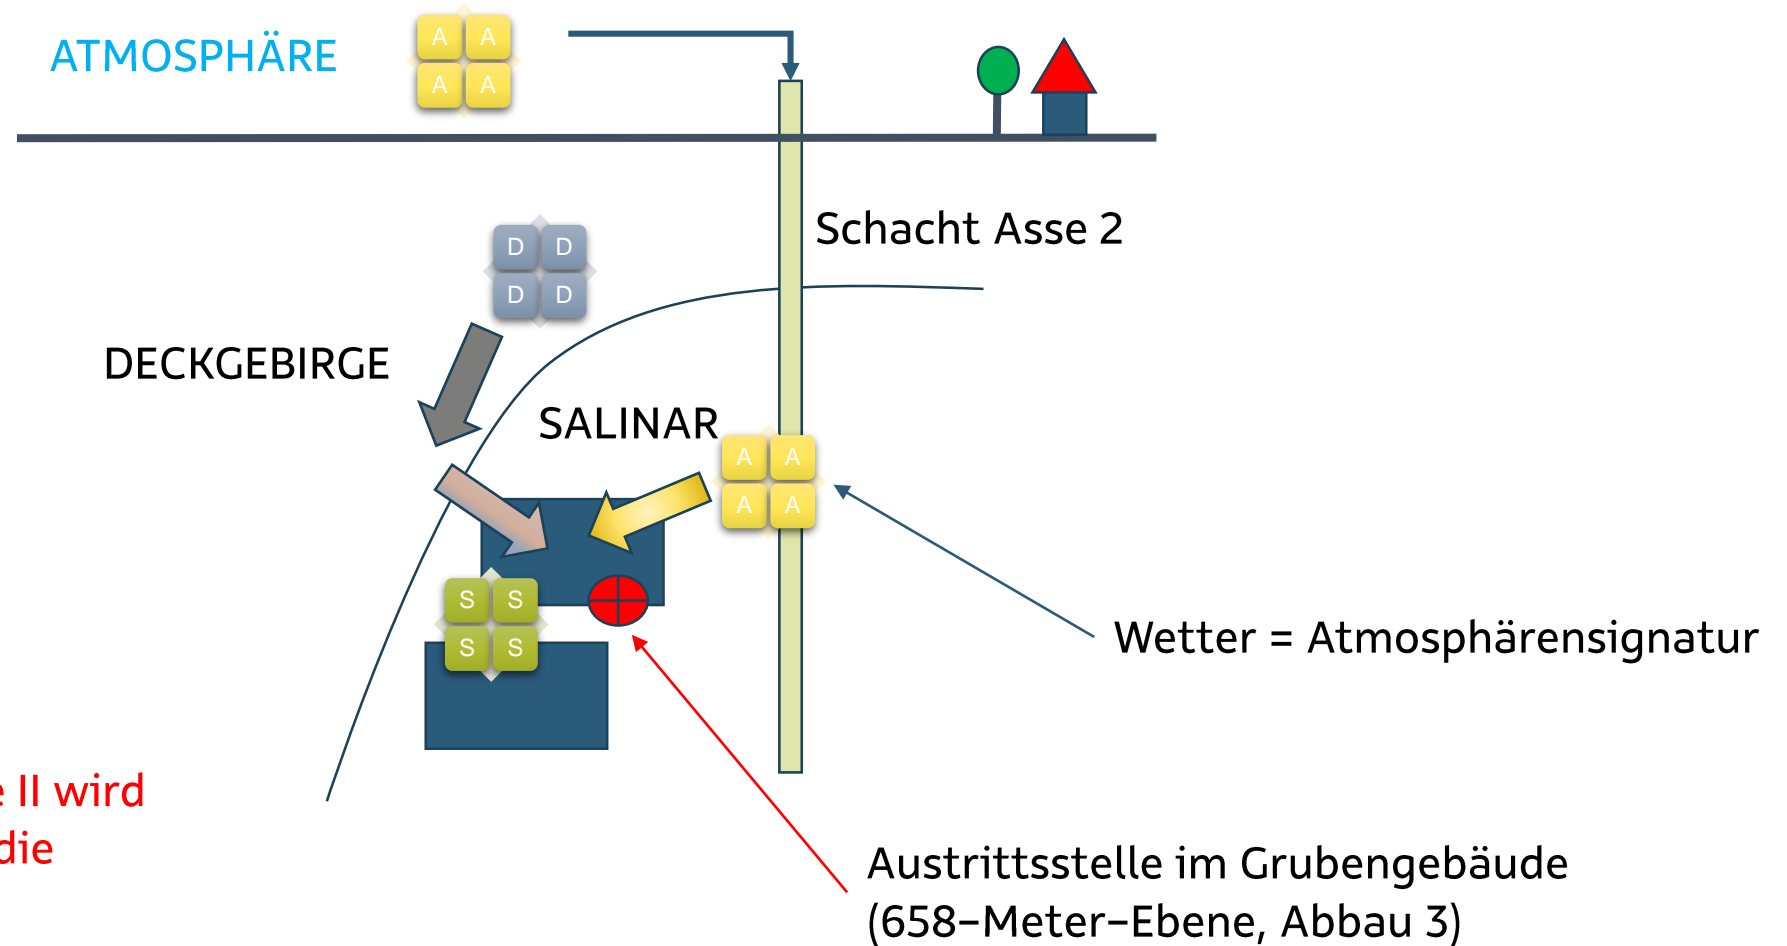 ATMOSPHÄRE
A A
A A
Schacht Asse 2
D D
D D
DECKGEBIRGE
SALINAR
A A
A A
S S
S S
Wetter = Atmosphärensignatur
e II wird
die
Austrittsstelle im Grubengebäude
(658-Meter-Ebene, Abbau 3)